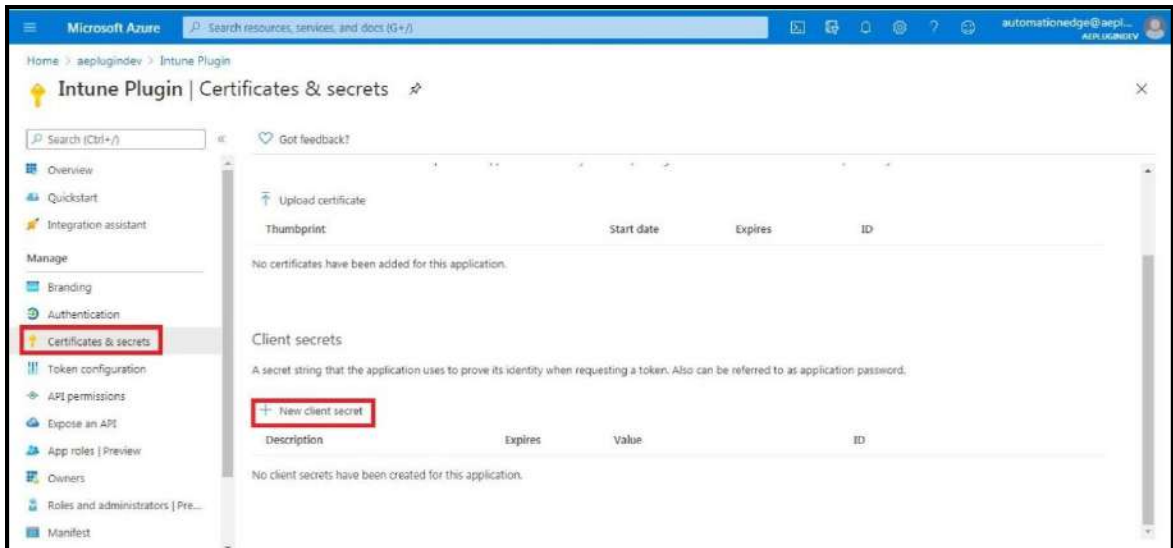 Microsoft Azure
Search resources, services, and docs (G+/)
automationedge@aepl...
AEPLUGINDEV
Home > aeplugindev > Intune Plugin
Intune Plugin | Certificates & secrets
Search (Ctrl+/)
Got feedback?
Overview
Quickstart
Integration assistant
Manage
Branding
Authentication
Certificates & secrets
Token configuration
API permissions
Expose an API
App roles | Preview
Owners
Roles and administrators | Pre...
Manifest
Upload certificate
Thumbprint Start date Expires ID
No certificates have been added for this application.
Client secrets
A secret string that the application uses to prove its identity when requesting a token. Also can be referred to as application password.
New client secret
Description Expires Value ID
No client secrets have been created for this application.